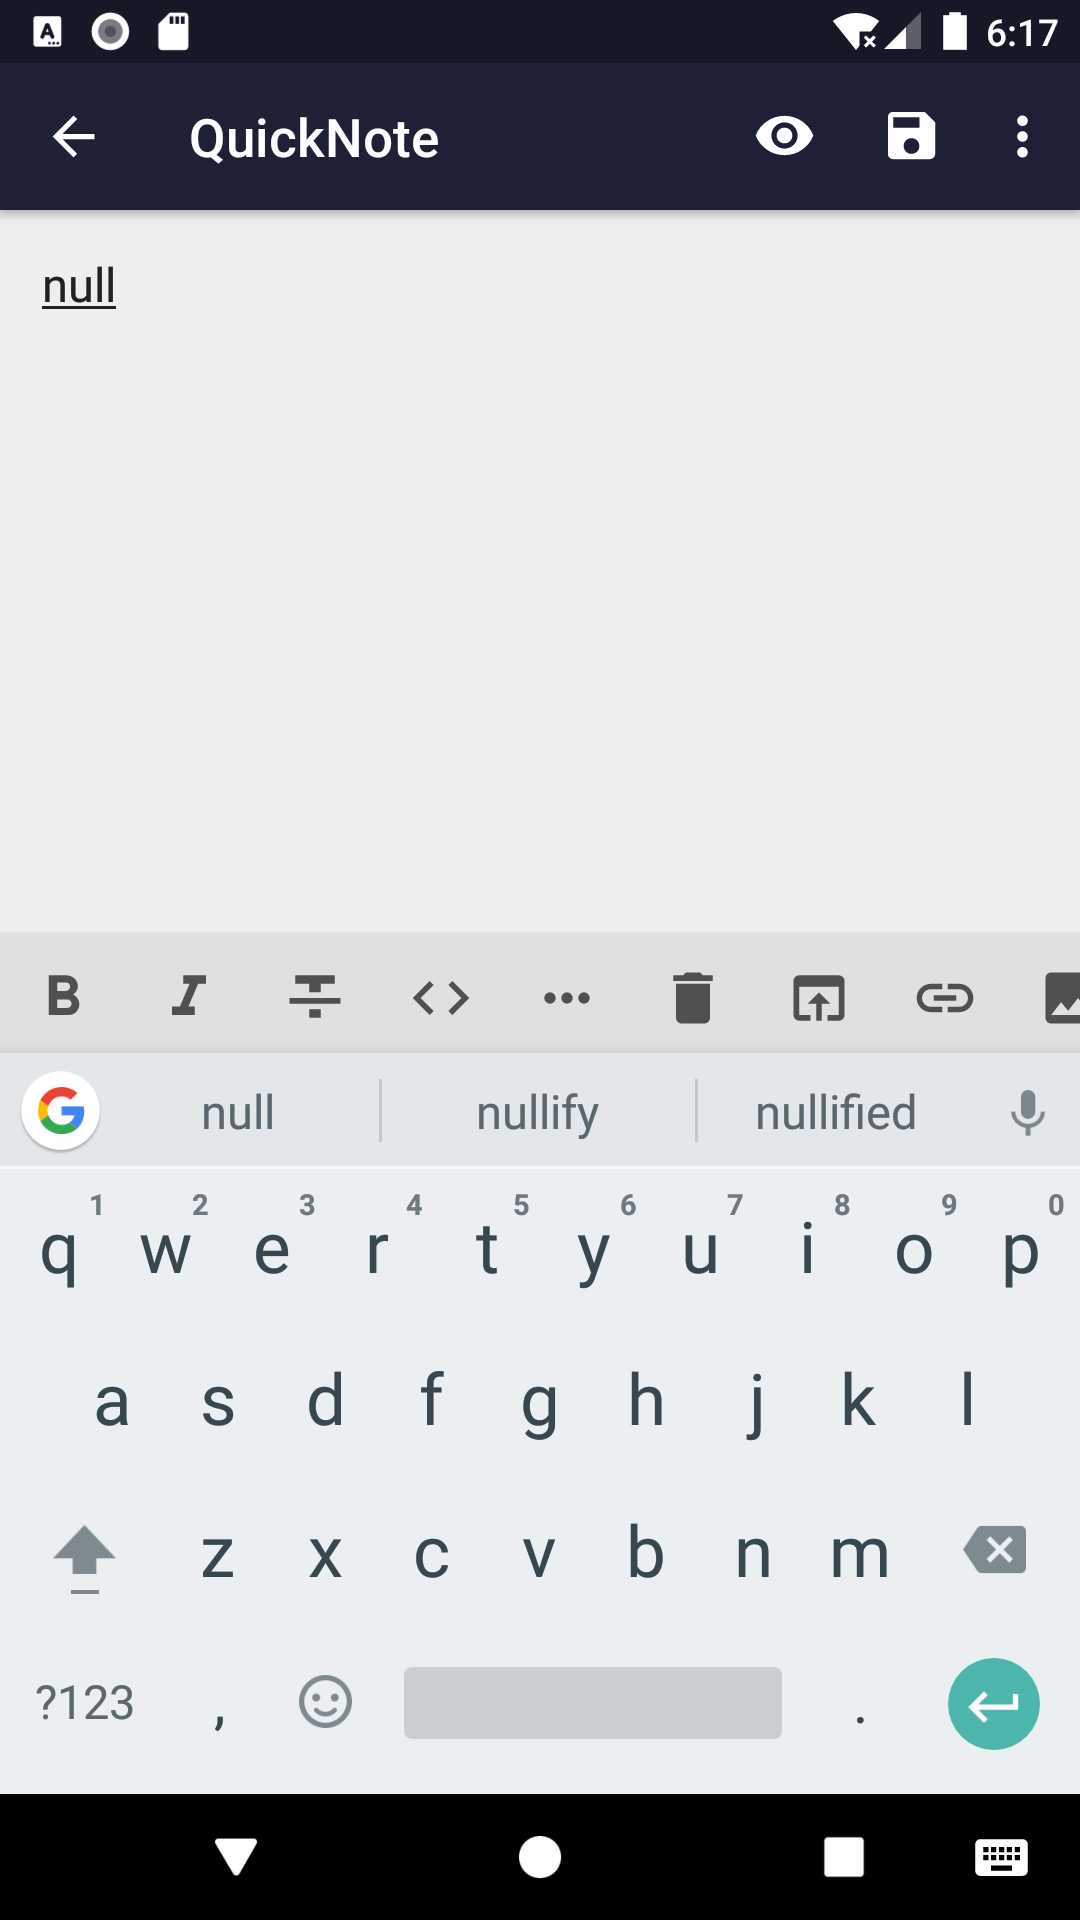 6:17
QuickNote
null
B I T <> ...
null nullify nullified
1 2 3 4 5 6 7 8 9 0
q w e r t y u i o p
a s d f g h j k l
z x c v b n m
?123 , .